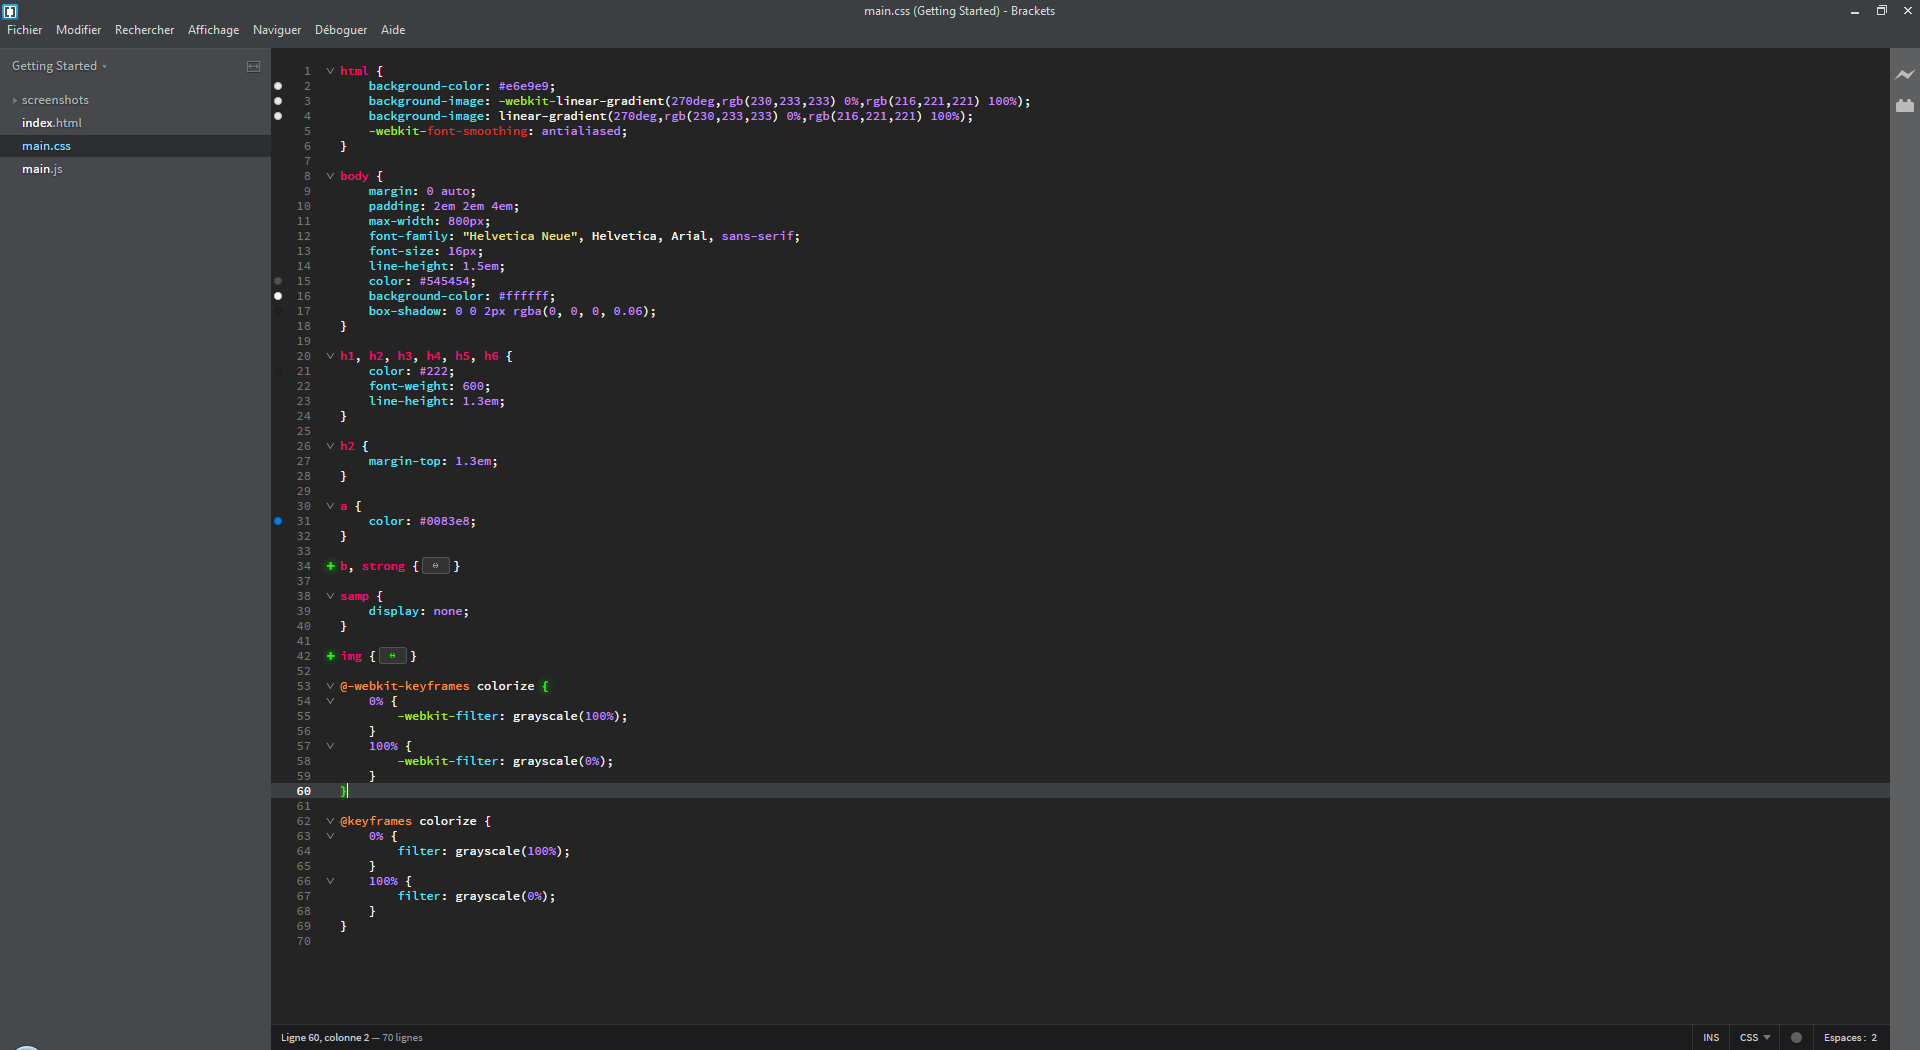 main.css (Getting Started) - Brackets
Fichier Modifier Rechercher Affichage Naviguer Déboguer Aide
Getting Started
screenshots
index.html
main.css
main.js
1 html {
2 background-color: #e6e9e9;
3 background-image: -webkit-linear-gradient(270deg,rgb(230,233,233) 0%,rgb(216,221,221) 100%);
4 background-image: linear-gradient(270deg,rgb(230,233,233) 0%,rgb(216,221,221) 100%);
5 -webkit-font-smoothing: antialiased;
6 }
7
8 body {
9 margin: 0 auto;
10 padding: 2em 2em 4em;
11 max-width: 800px;
12 font-family: "Helvetica Neue", Helvetica, Arial, sans-serif;
13 font-size: 16px;
14 line-height: 1.5em;
15 color: #545454;
16 background-color: #ffffff;
17 box-shadow: 0 0 2px rgba(0, 0, 0, 0.06);
18 }
19
20 h1, h2, h3, h4, h5, h6 {
21 color: #222;
22 font-weight: 600;
23 line-height: 1.3em;
24 }
25
26 h2 {
27 margin-top: 1.3em;
28 }
29
30 a {
31 color: #0083e8;
32 }
33
34 b, strong { ↔ }
37
38 samp {
39 display: none;
40 }
41
42 img { ↔ }
52
53 @-webkit-keyframes colorize {
54 0% {
55 -webkit-filter: grayscale(100%);
56 }
57 100% {
58 -webkit-filter: grayscale(0%);
59 }
60 }
61
62 @keyframes colorize {
63 0% {
64 filter: grayscale(100%);
65 }
66 100% {
67 filter: grayscale(0%);
68 }
69 }
70
Ligne 60, colonne 2 — 70 lignes
INS CSS Espaces : 2